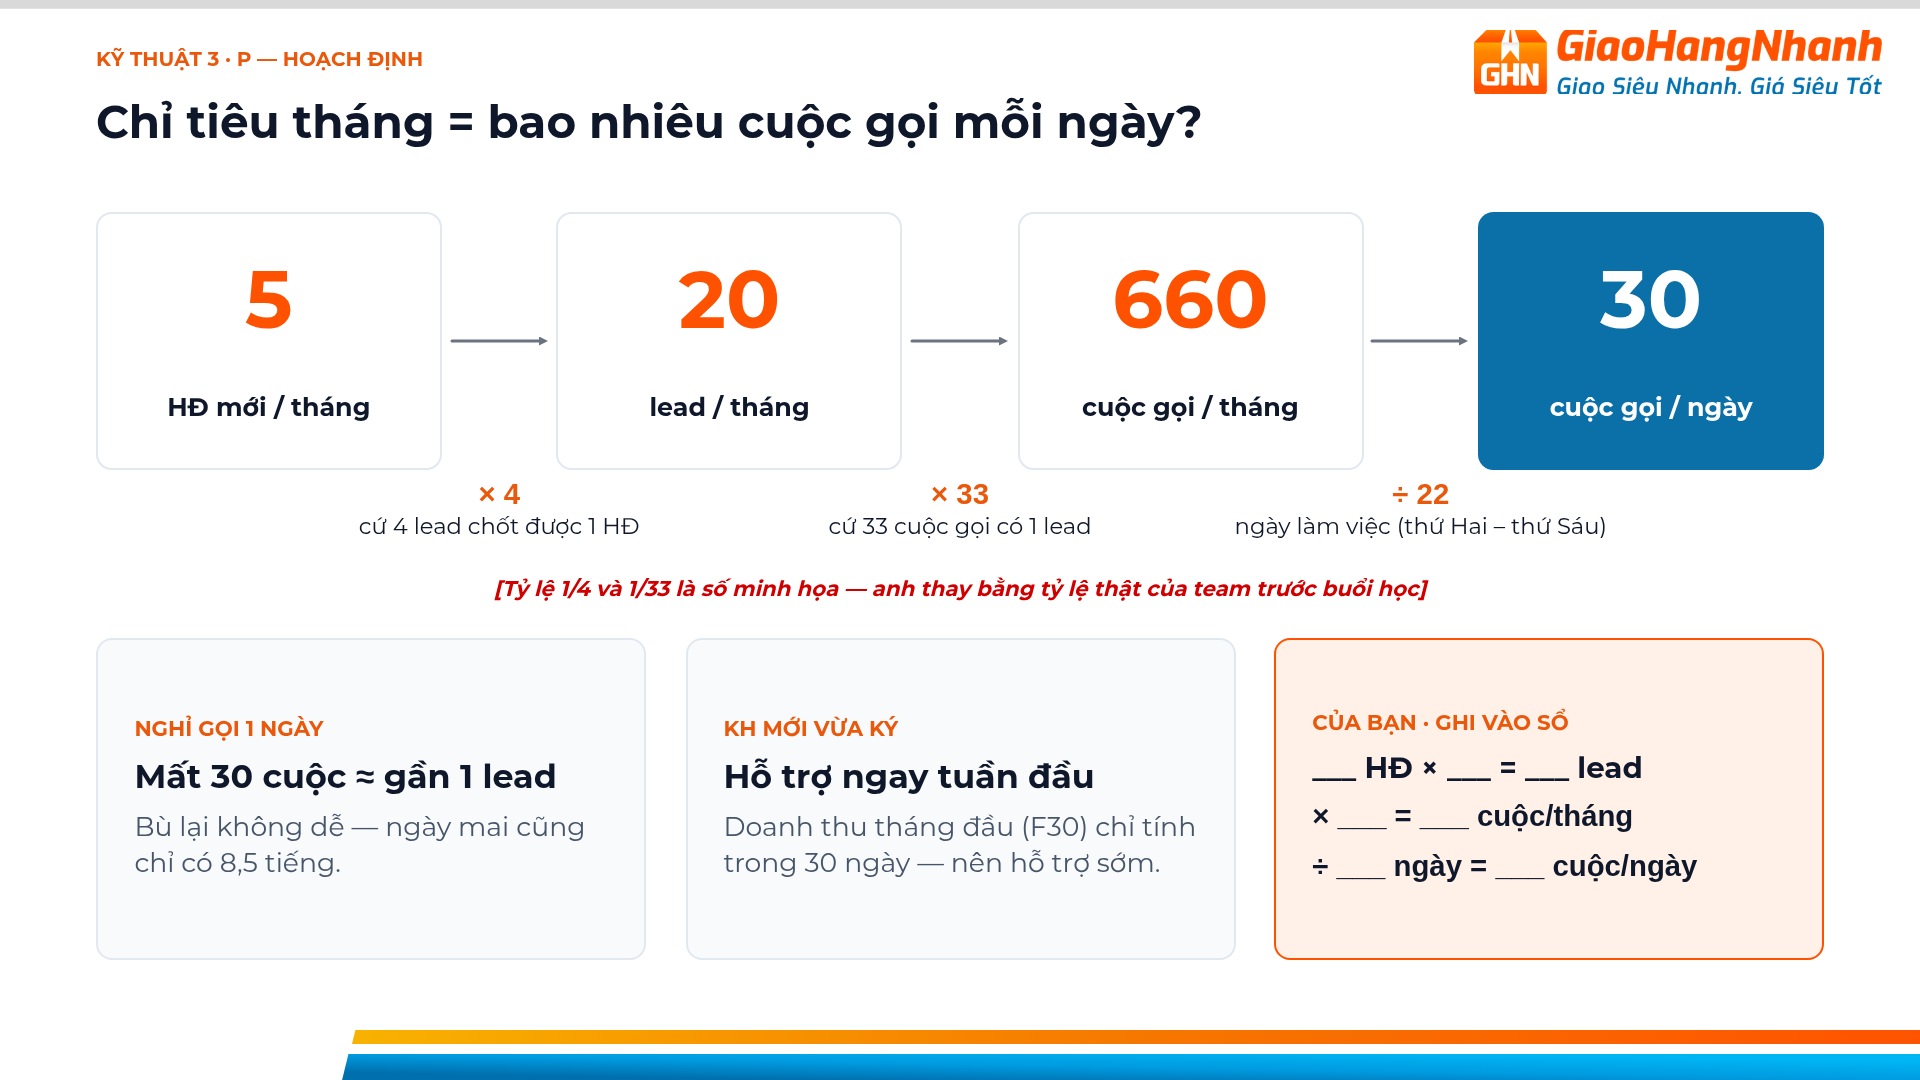 KỸ THUẬT 3 · P — HOẠCH ĐỊNH
GHN
GiaoHangNhanh
Giao Siêu Nhanh. Giá Siêu Tốt
Chỉ tiêu tháng = bao nhiêu cuộc gọi mỗi ngày?
5
HĐ mới / tháng
20
lead / tháng
660
cuộc gọi / tháng
30
cuộc gọi / ngày
× 4
cứ 4 lead chốt được 1 HĐ
× 33
cứ 33 cuộc gọi có 1 lead
÷ 22
ngày làm việc (thứ Hai – thứ Sáu)
[Tỷ lệ 1/4 và 1/33 là số minh họa — anh thay bằng tỷ lệ thật của team trước buổi học]
NGHỈ GỌI 1 NGÀY
Mất 30 cuộc ≈ gần 1 lead
Bù lại không dễ — ngày mai cũng
chỉ có 8,5 tiếng.
KH MỚI VỪA KÝ
Hỗ trợ ngay tuần đầu
Doanh thu tháng đầu (F30) chỉ tính
trong 30 ngày — nên hỗ trợ sớm.
CỦA BẠN · GHI VÀO SỔ
___ HĐ × ___ = ___ lead
× ___ = ___ cuộc/tháng
÷ ___ ngày = ___ cuộc/ngày